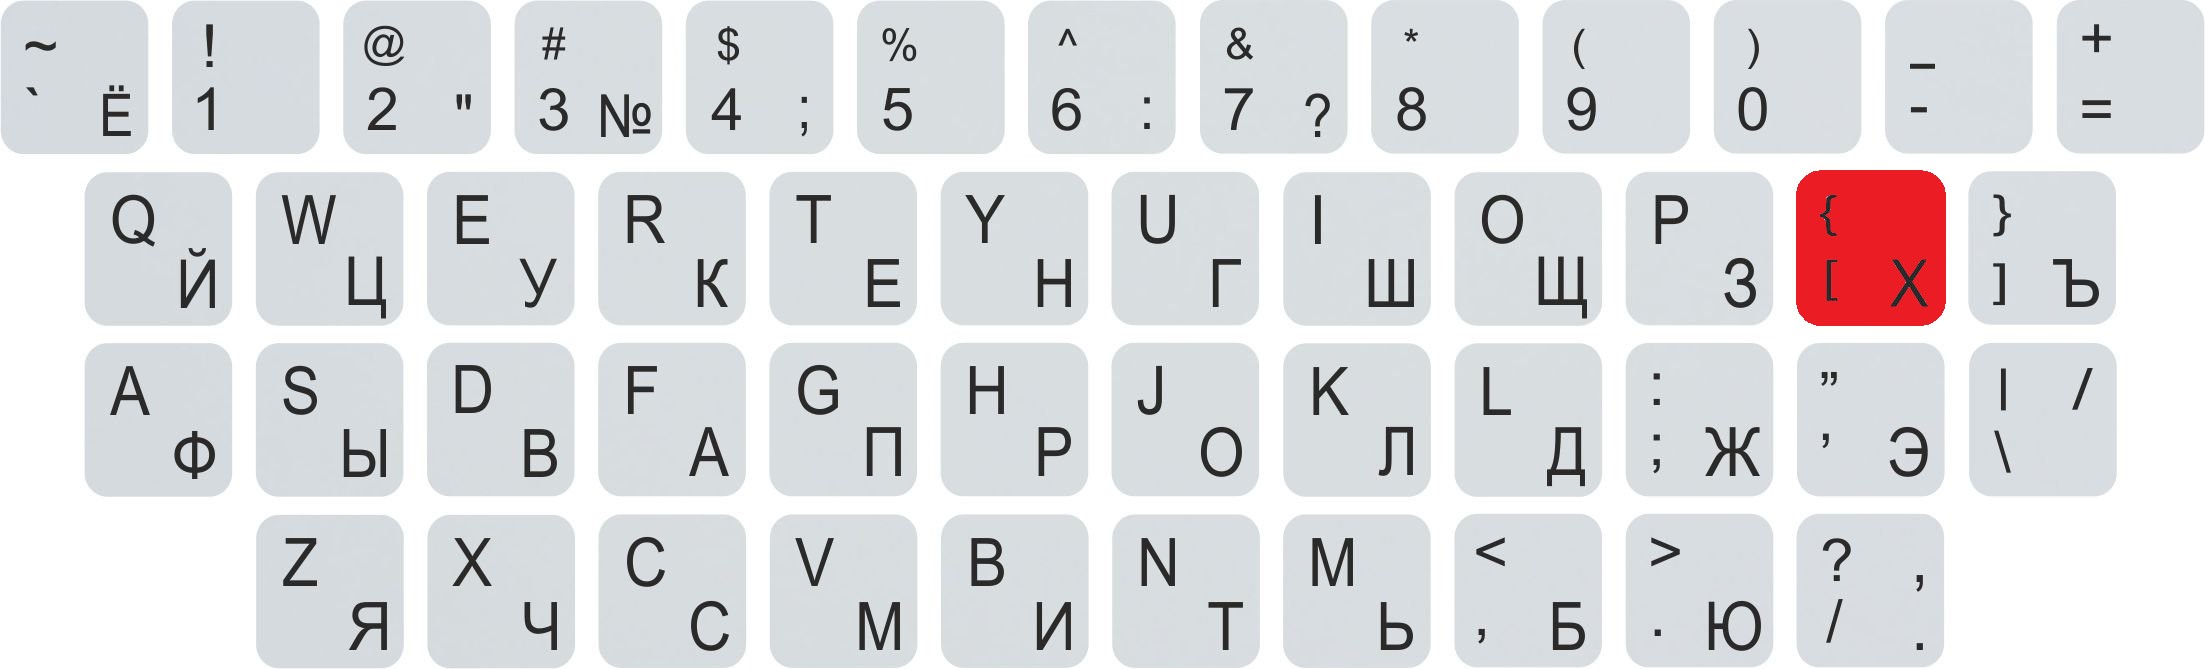 ~ ! @ # $ % ^ & * ( ) _ +
` Ё 1 2 " 3 № 4 ; 5 6 : 7 ? 8 9 0 - =
Q W E R T Y U I O P { }
Й Ц У К Е Н Г Ш Щ З [ Х ] Ъ
A S D F G H J K L : ” | /
Ф Ы В А П Р О Л Д ; Ж ’ Э \
Z X C V B N M < > ? ,
Я Ч С М И Т Ь , Б . Ю / .